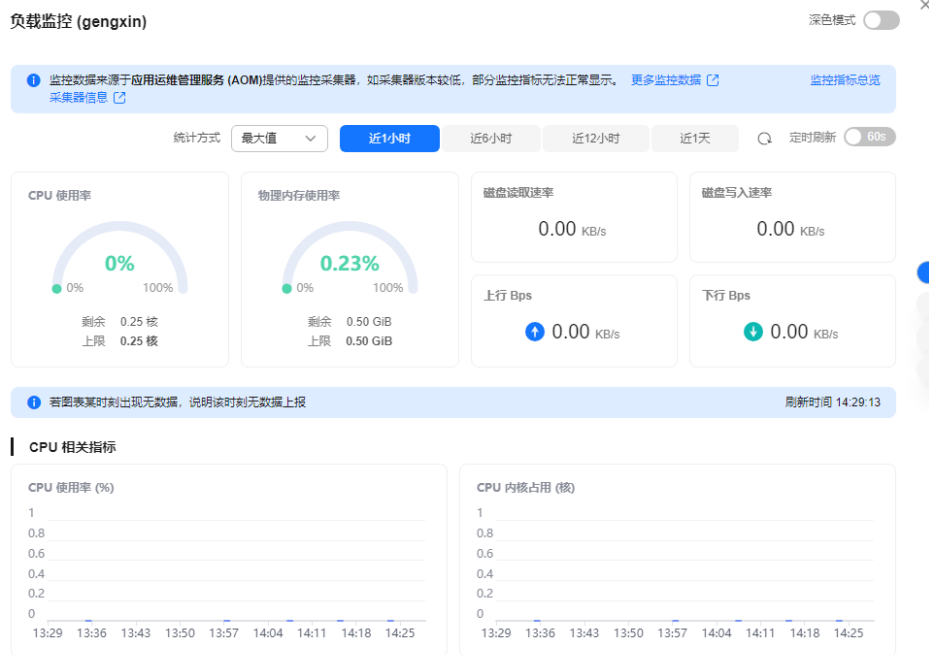 负载监控 (gengxin)
深色模式
监控数据来源于应用运维管理服务 (AOM)提供的监控采集器，如采集器版本较低，部分监控指标无法正常显示。 更多监控数据 监控指标总览
采集器信息
统计方式 最大值 近1小时 近6小时 近12小时 近1天 定时刷新 60s
CPU 使用率
0%
0% 100%
剩余 0.25 核
上限 0.25 核
物理内存使用率
0.23%
0% 100%
剩余 0.50 GiB
上限 0.50 GiB
磁盘读取速率
0.00 KB/s
磁盘写入速率
0.00 KB/s
上行 Bps
0.00 KB/s
下行 Bps
0.00 KB/s
若图表某时刻出现无数据，说明该时刻无数据上报 刷新时间 14:29:13
CPU 相关指标
CPU 使用率 (%)
1
0.8
0.6
0.4
0.2
0
13:29 13:36 13:43 13:50 13:57 14:04 14:11 14:18 14:25
CPU 内核占用 (核)
1
0.8
0.6
0.4
0.2
0
13:29 13:36 13:43 13:50 13:57 14:04 14:11 14:18 14:25